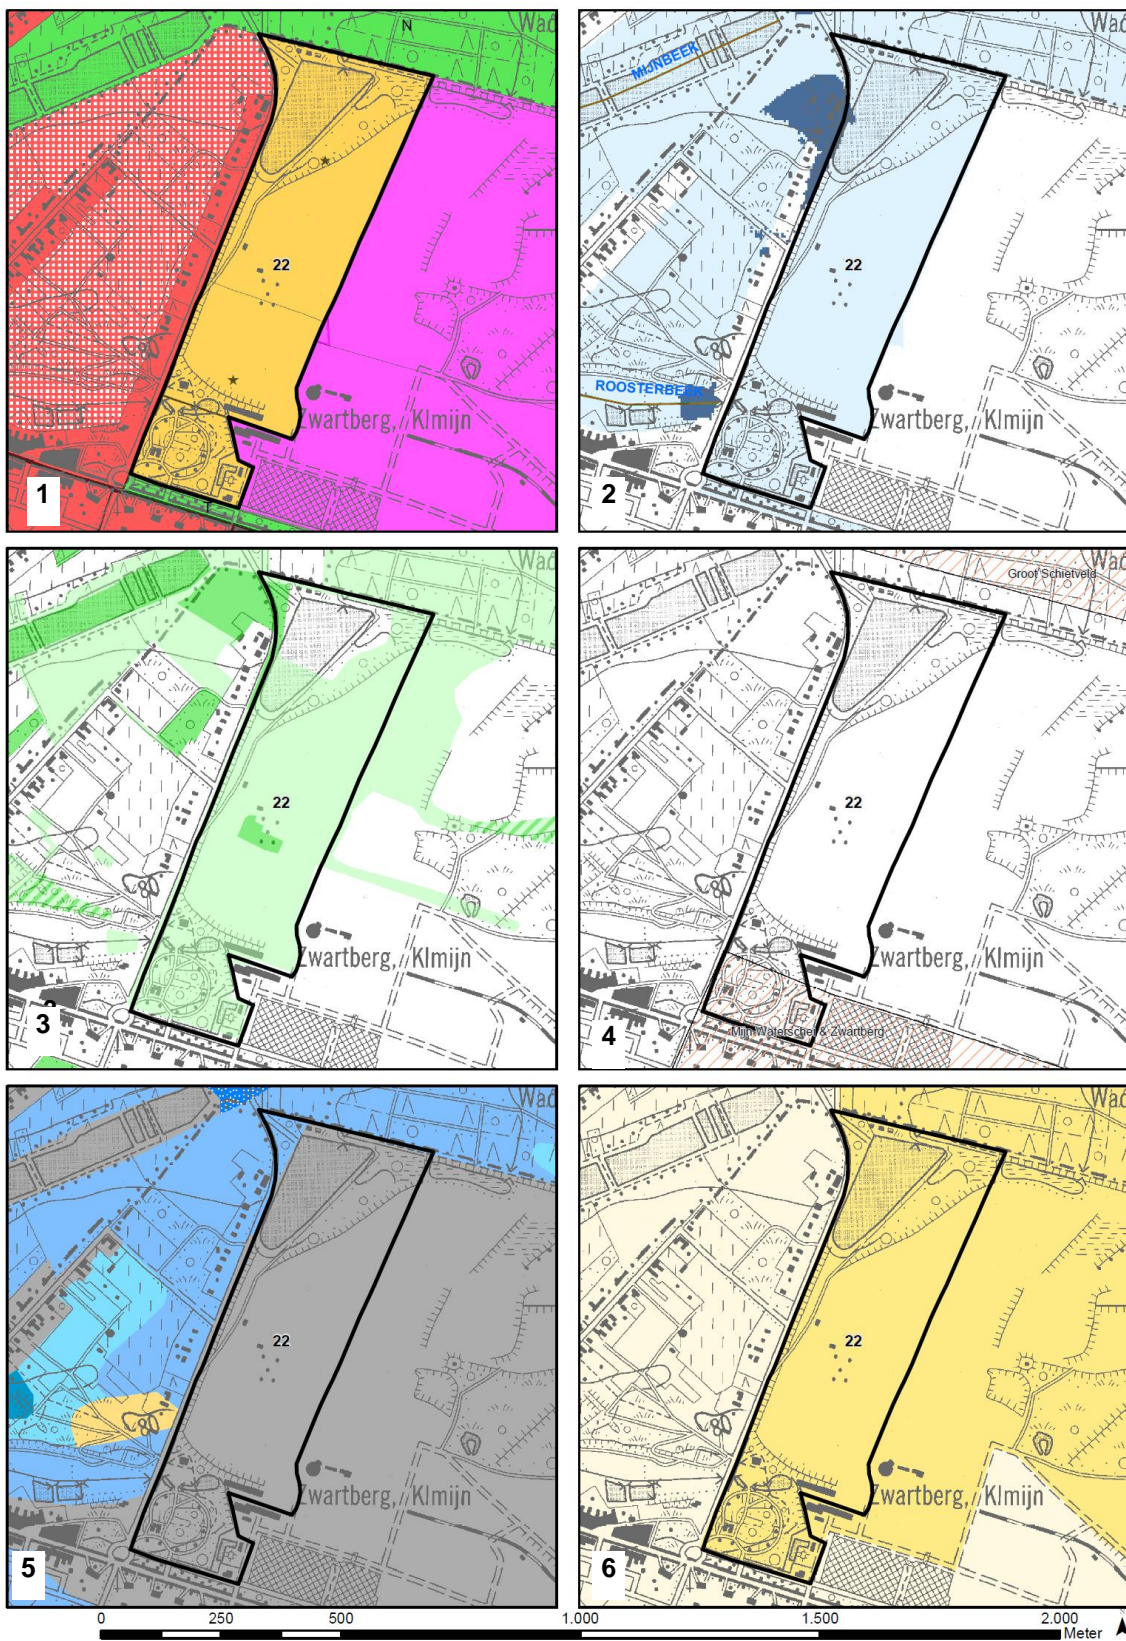 N
Wad
22
Zwartberg, Klmijn
T
1
Wad
MIJNBEEK
22
ROOSTERBEEK
Zwartberg, Klmijn
2
Wad
22
Zwartberg, Klmijn
3
Groot Schietveld
Wad
22
Zwartberg, Klmijn
Mijn Waterschei & Zwartberg
4
Wad
22
Zwartberg, Klmijn
5
Wad
22
Zwartberg, Klmijn
6
0 250 500 1.000 1.500 2.000
Meter